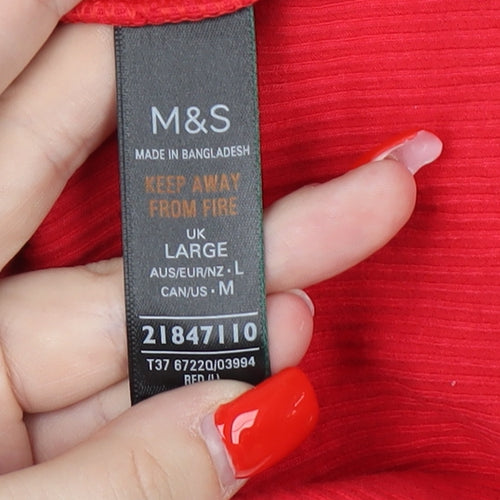 M&S
MADE IN BANGLADESH
KEEP AWAY
FROM FIRE
UK
LARGE
AUS/EUR/NZ · L
CAN/US · M
21847110
T37 6722Q/03994
RED